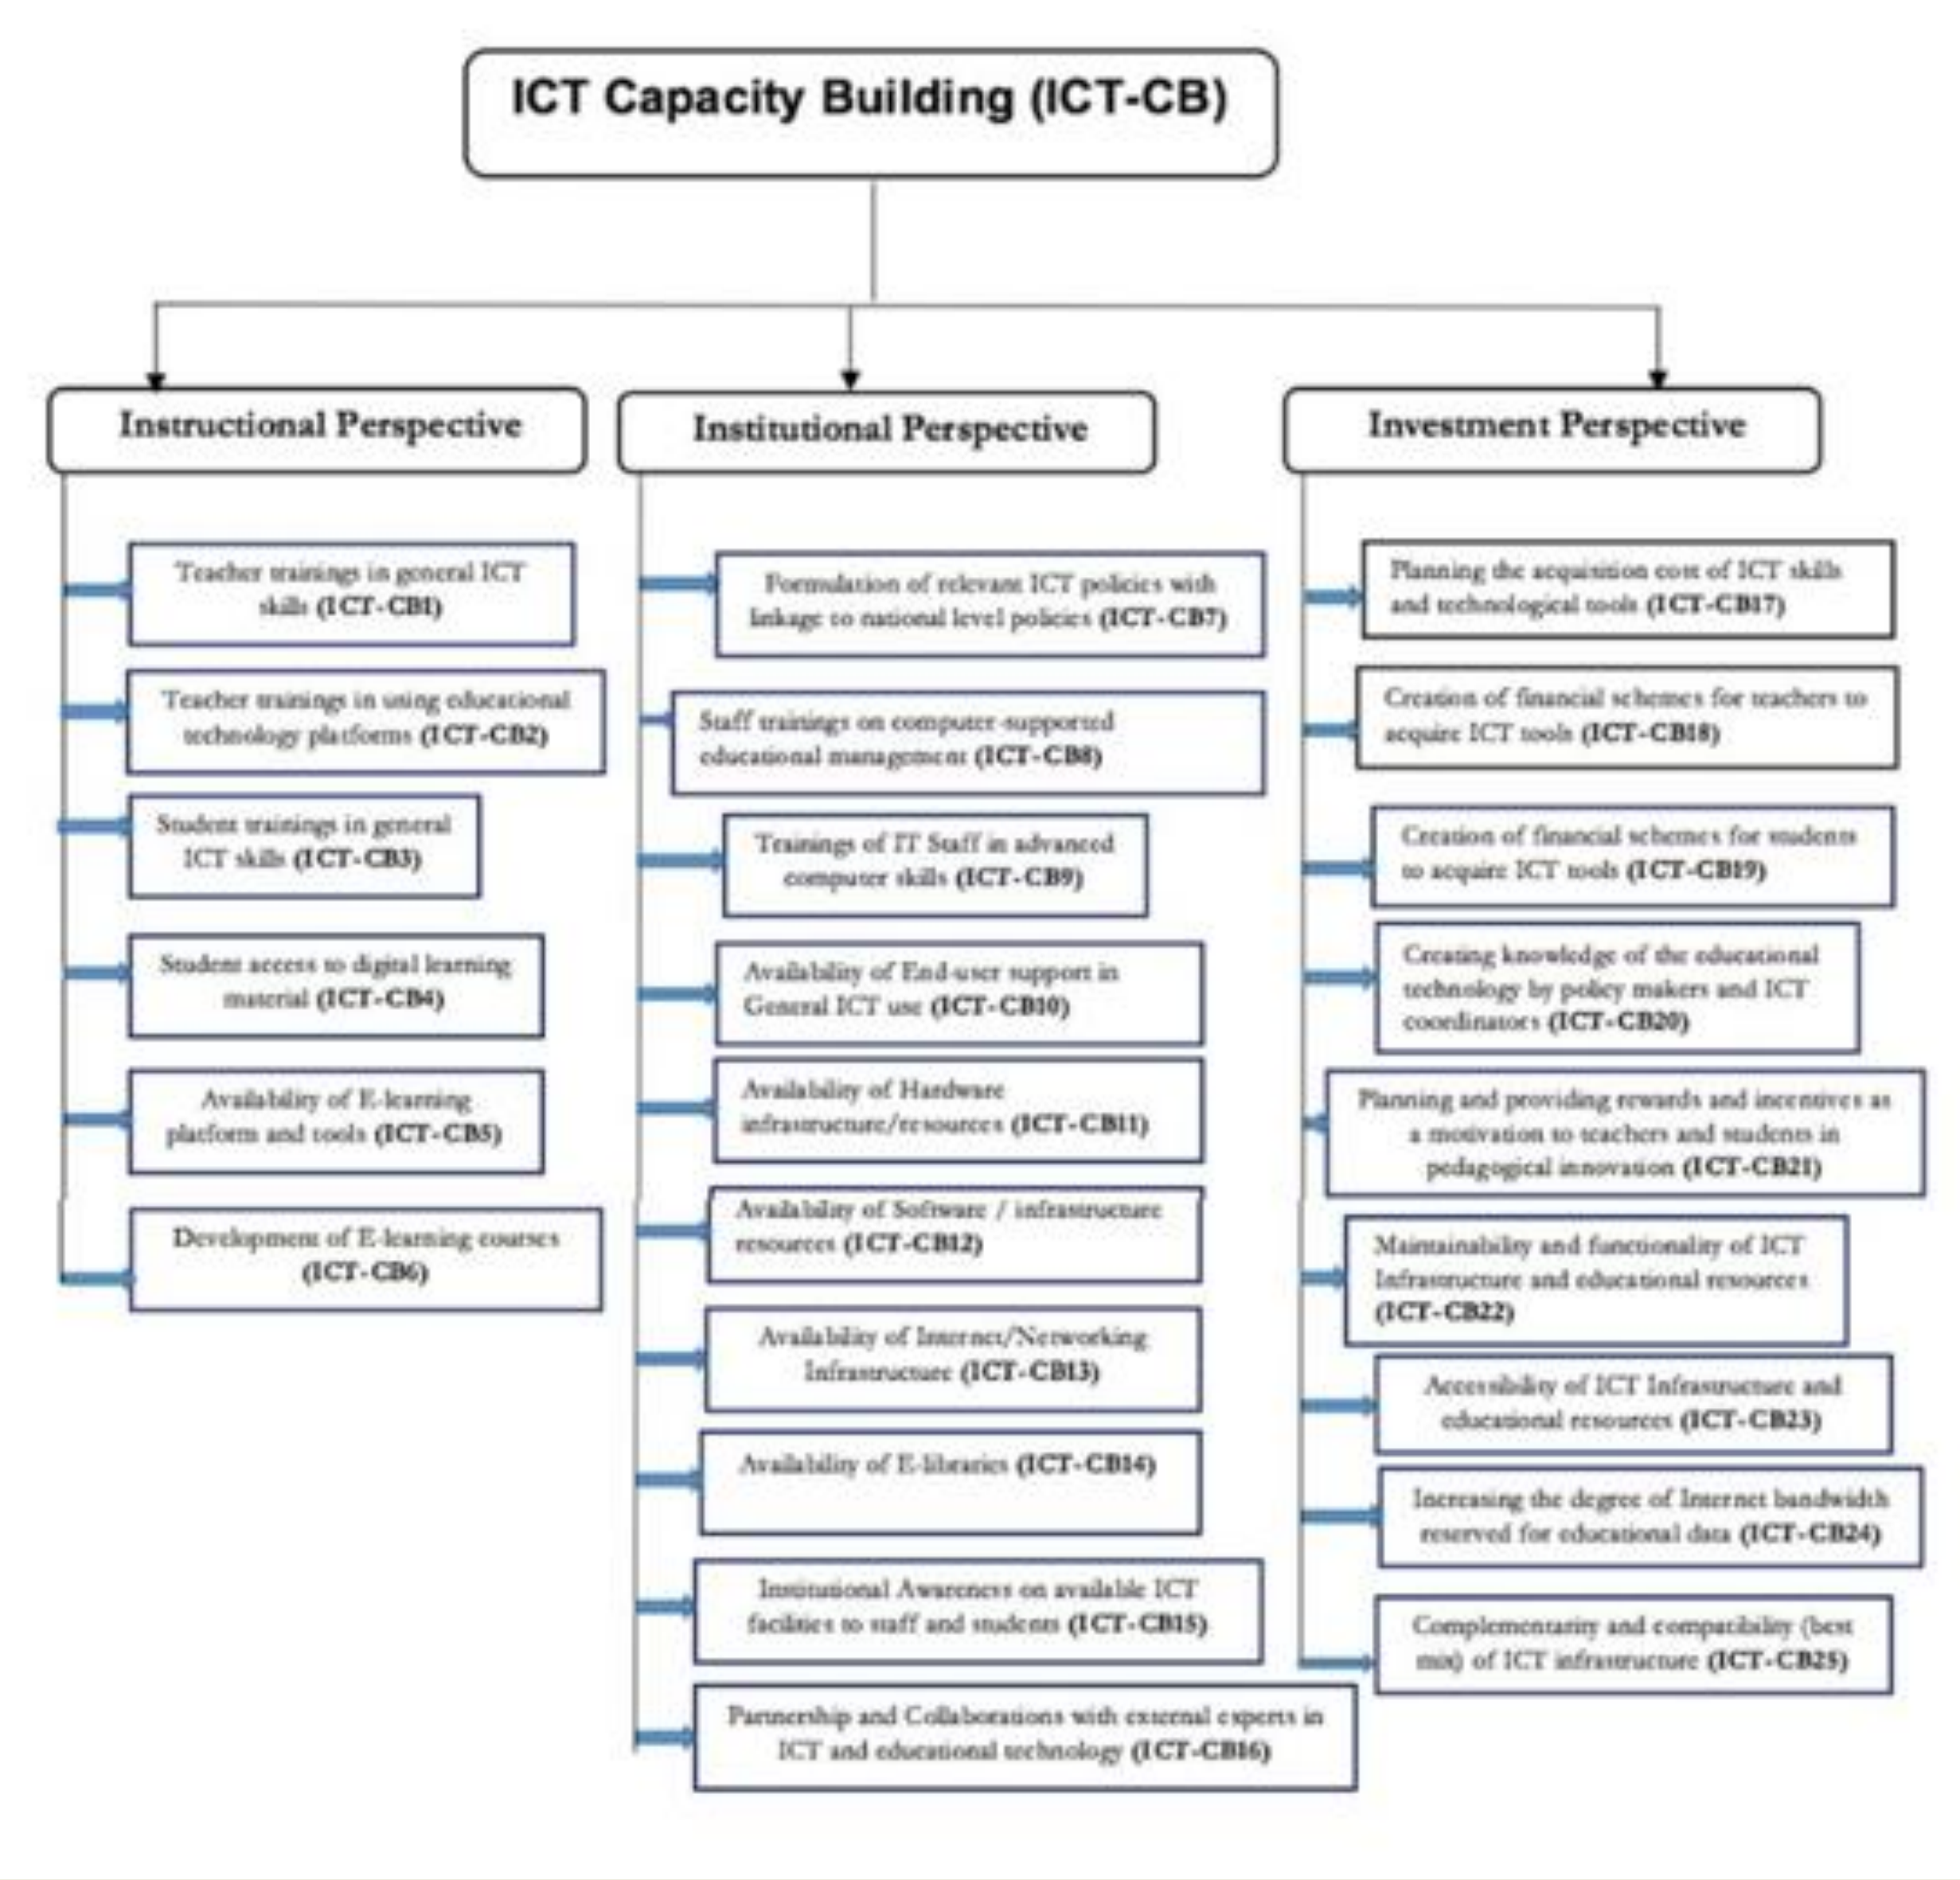 ICT Capacity Building (ICT-CB)
Instructional Perspective
Teacher trainings in general ICT
skills (ICT-CB1)
Teacher trainings in using educational
technology platforms (ICT-CB2)
Student trainings in general
ICT skills (ICT-CB3)
Student access to digital learning
material (ICT-CB4)
Availability of E-learning
platform and tools (ICT-CB5)
Development of E-learning courses
(ICT-CB6)
Institutional Perspective
Formulation of relevant ICT policies with
linkage to national level policies (ICT-CB7)
Staff trainings on computer-supported
educational management (ICT-CB8)
Trainings of IT Staff in advanced
computer skills (ICT-CB9)
Availability of End-user support in
General ICT use (ICT-CB10)
Availability of Hardware
infrastructure/resources (ICT-CB11)
Availability of Software / infrastructure
resources (ICT-CB12)
Availability of Internet/Networking
Infrastructure (ICT-CB13)
Availability of E-libraries (ICT-CB14)
Institutional Awareness on available ICT
facilities to staff and students (ICT-CB15)
Partnership and Collaborations with external experts in
ICT and educational technology (ICT-CB16)
Investment Perspective
Planning the acquisition cost of ICT skills
and technological tools (ICT-CB17)
Creation of financial schemes for teachers to
acquire ICT tools (ICT-CB18)
Creation of financial schemes for students
to acquire ICT tools (ICT-CB19)
Creating knowledge of the educational
technology by policy makers and ICT
coordinators (ICT-CB20)
Planning and providing rewards and incentives as
a motivation to teachers and students in
pedagogical innovation (ICT-CB21)
Maintainability and functionality of ICT
Infrastructure and educational resources
(ICT-CB22)
Accessibility of ICT Infrastructure and
educational resources (ICT-CB23)
Increasing the degree of Internet bandwidth
reserved for educational data (ICT-CB24)
Complementarity and compatibility (best
mix) of ICT infrastructure (ICT-CB25)